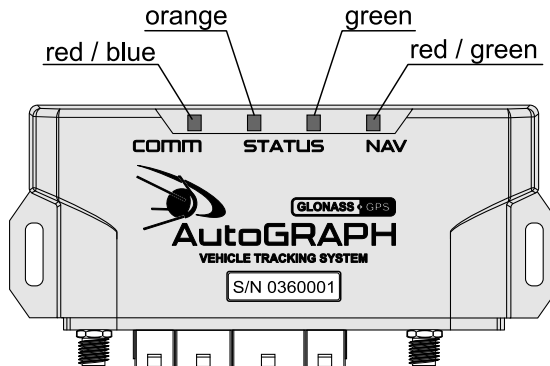 orange green
red / blue red / green
COMM STATUS NAV
GLONASS GPS
AutoGRAPH
VEHICLE TRACKING SYSTEM
S/N 0360001